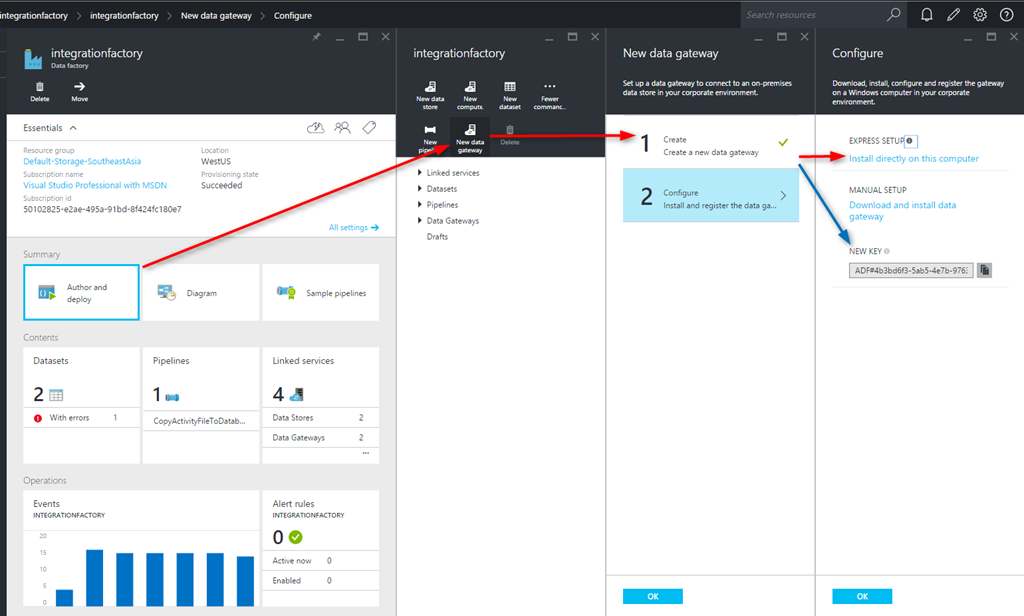 integrationfactory > integrationfactory > New data gateway > Configure
Search resources
integrationfactory
Data factory
Delete
Move
Essentials
Resource group
Default-Storage-SoutheastAsia
Subscription name
Visual Studio Professional with MSDN
Subscription id
50102825-e2ae-495a-91bd-8f424fc180e7
Location
WestUS
Provisioning state
Succeeded
All settings →
Summary
Author and
deploy
Diagram
Sample pipelines
Contents
Datasets
2
With errors 1
Pipelines
1
CopyActivityFileToDatab...
Linked services
4
Data Stores 2
Data Gateways 2
...
Operations
Events
INTEGRATIONFACTORY
20
15
10
5
0
Alert rules
INTEGRATIONFACTORY
0
Active now 0
Enabled 0
integrationfactory
New data
store
New
compute.
New
dataset
Fewer
commanc...
New
pipeli
New data
gateway
Delete
Linked services
Datasets
Pipelines
Data Gateways
Drafts
New data gateway
Set up a data gateway to connect to an on-premises
data store in your corporate environment.
1
Create
Create a new data gateway
2
Configure
Install and register the data ga...
OK
Configure
Download, install, configure and register the gateway
on a Windows computer in your corporate
environment.
EXPRESS SETUP
Install directly on this computer
MANUAL SETUP
Download and install data
gateway
NEW KEY
ADF#4b3bd6f3-5ab5-4e7b-976
OK